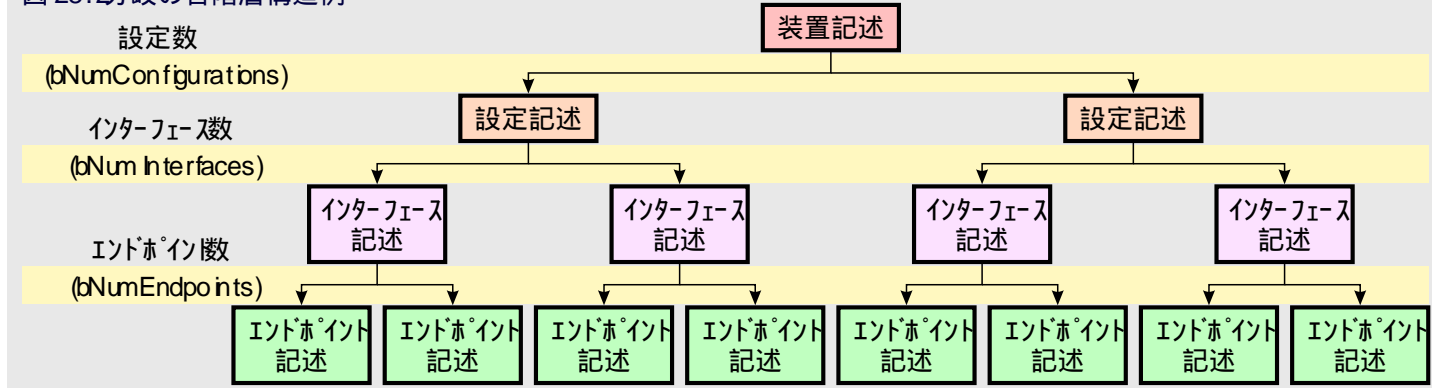 装置記述
設定数
(bNumConfigurations)
設定記述 設定記述
インターフェース数
(bNumInterfaces)
インターフェース インターフェース インターフェース インターフェース
記述 記述 記述 記述
エンドポイント数
(bNumEndpoints)
エンドポイント エンドポイント エンドポイント エンドポイント エンドポイント エンドポイント エンドポイント エンドポイント
記述 記述 記述 記述 記述 記述 記述 記述